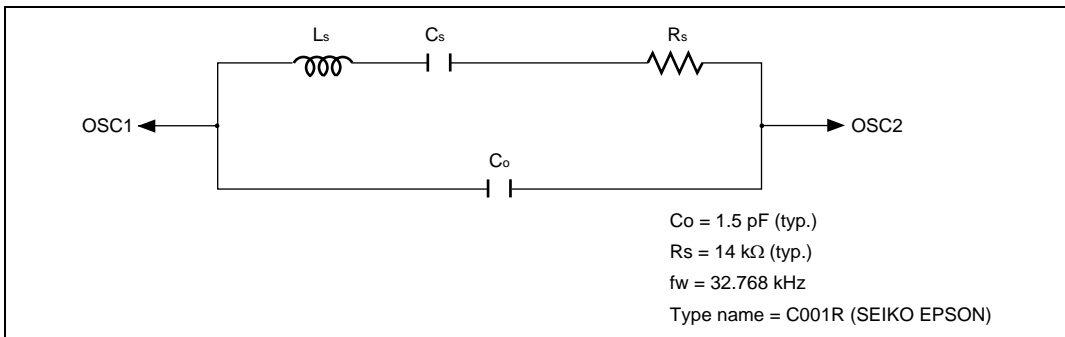 Ls Cs Rs
OSC1 OSC2
Co
Co = 1.5 pF (typ.)
Rs = 14 kΩ (typ.)
fw = 32.768 kHz
Type name = C001R (SEIKO EPSON)